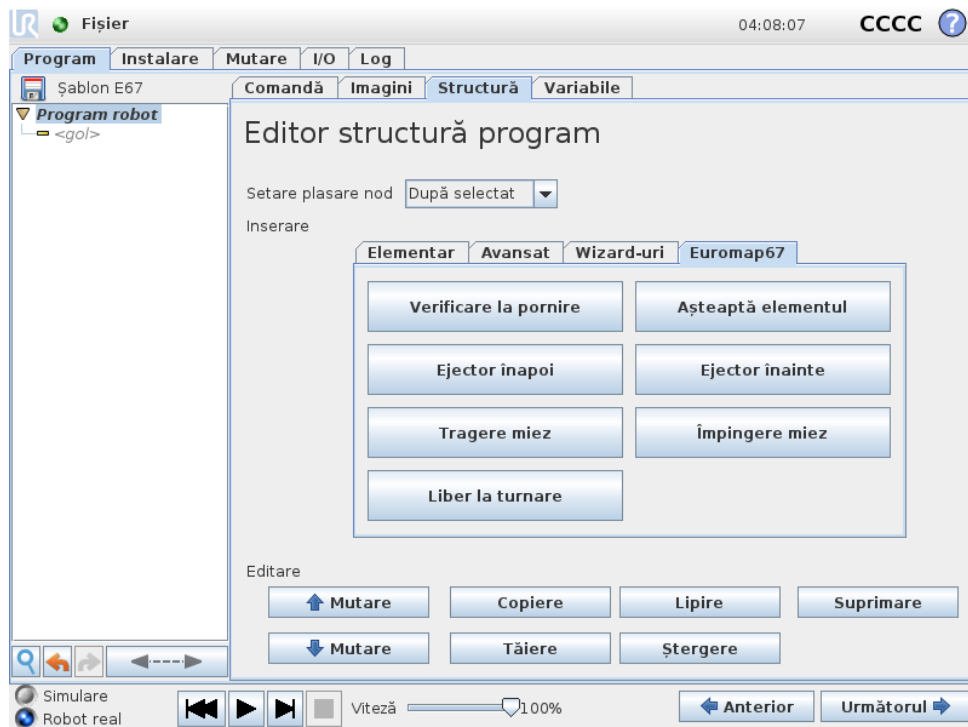 UR Fișier 04:08:07 CCCC ?
Program Instalare Mutare I/O Log
Șablon E67
Comandă Imagini Structură Variabile
Program robot
<gol>
Editor structură program
Setare plasare nod După selectat
Inserare
Elementar Avansat Wizard-uri Euromap67
Verificare la pornire Așteaptă elementul
Ejector înapoi Ejector înainte
Tragere miez Împingere miez
Liber la turnare
Editare
Mutare Copiere Lipire Suprimare
Mutare Tăiere Ștergere
Simulare
Robot real
Viteză 100%
Anterior Următorul